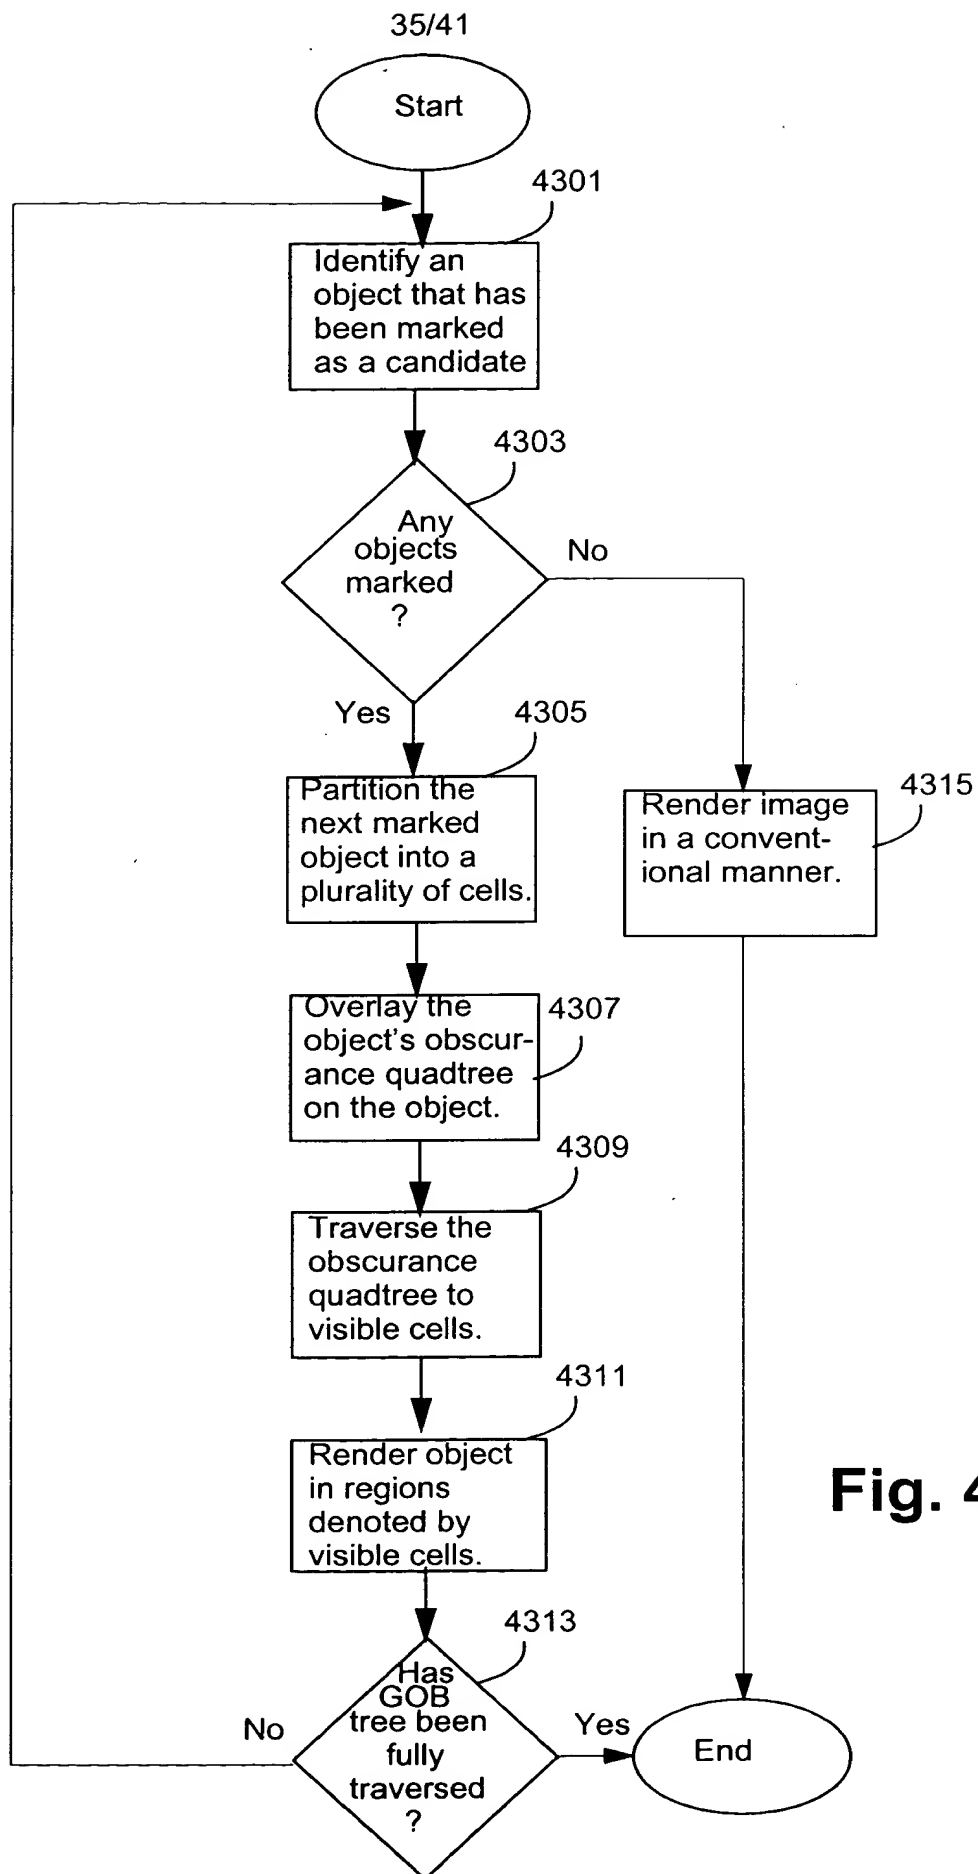 35/41
Start
4301
Identify an
object that has
been marked
as a candidate
4303
Any
objects
marked
?
No
Yes
4305
Partition the
next marked
object into a
plurality of cells.
4315
Render image
in a convent-
ional manner.
Overlay the
object's obscur-
ance quadtree
on the object.
4307
4309
Traverse the
obscurance
quadtree to
visible cells.
4311
Render object
in regions
denoted by
visible cells.
Fig. 4
4313
Has
GOB
tree been
fully
traversed
?
No
Yes
End